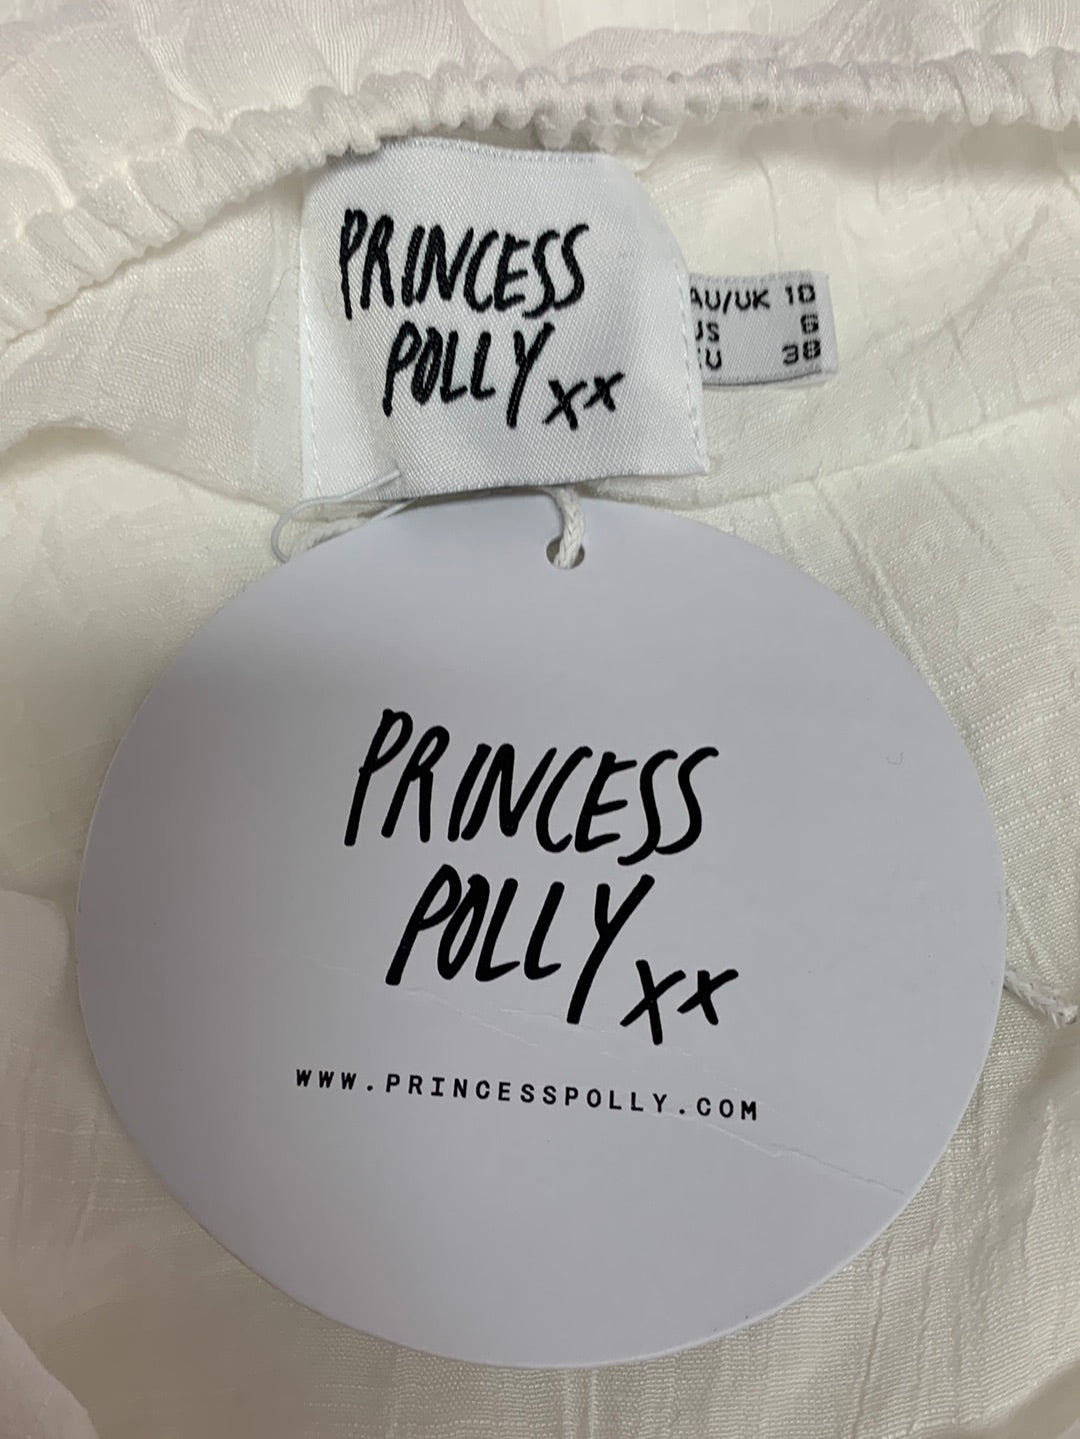 PRINCESS
POLLY xx
AU/UK 10
US 6
EU 38
PRINCESS
POLLY xx
WWW.PRINCESSPOLLY.COM